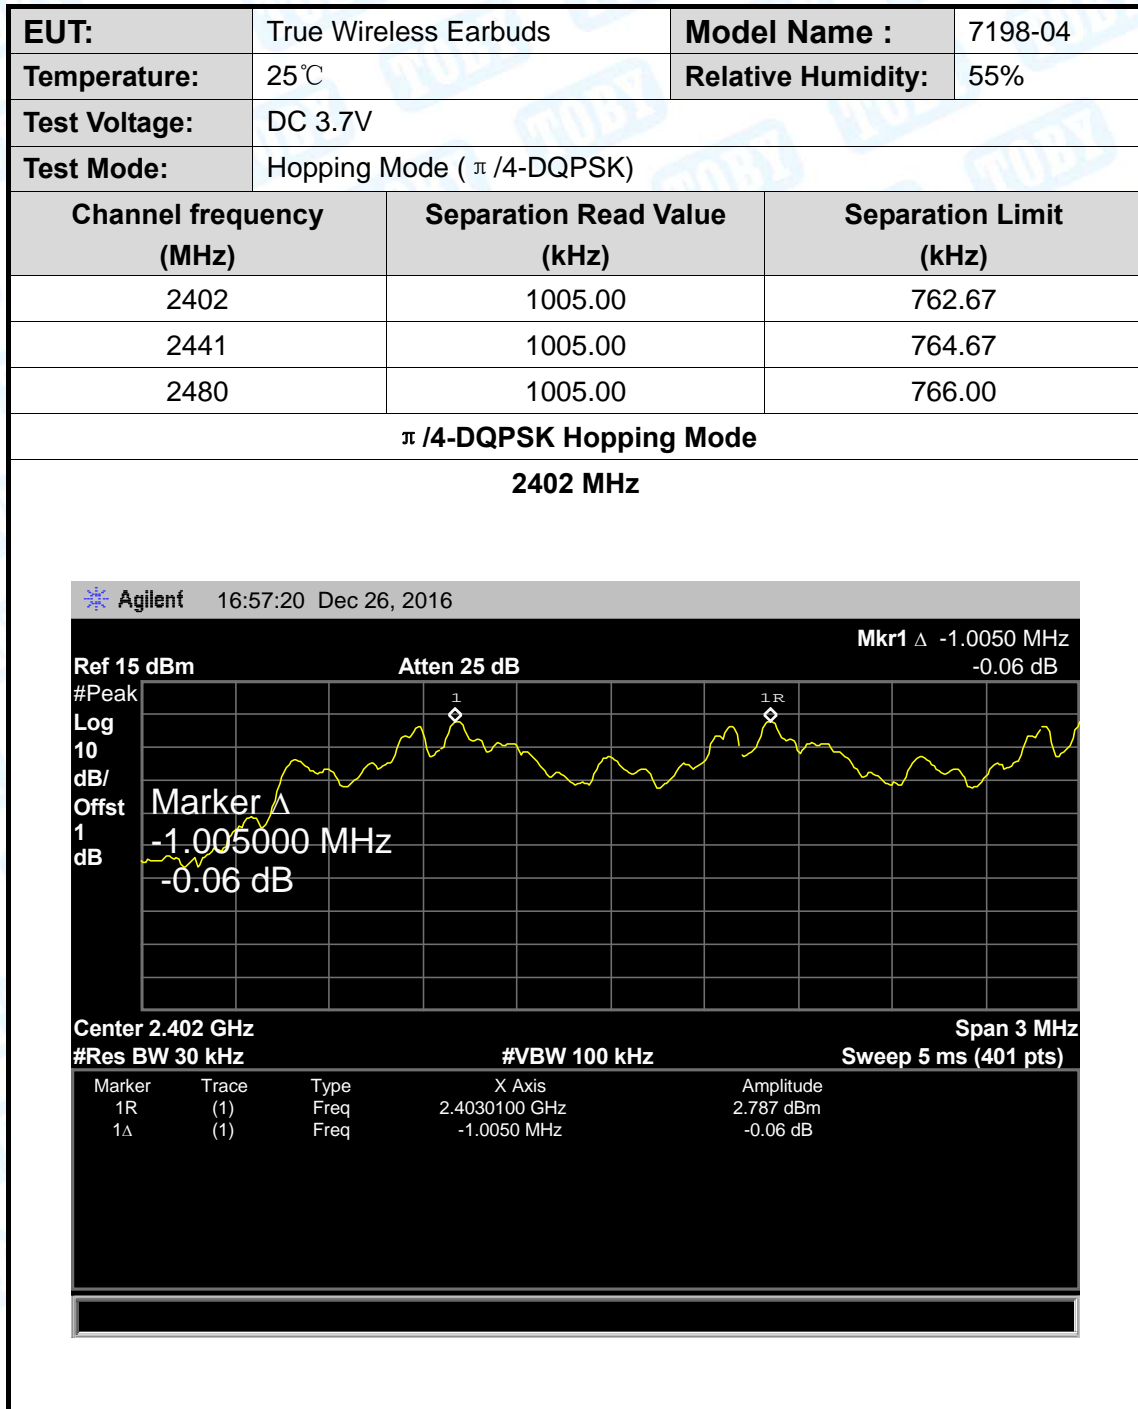 EUT: True Wireless Earbuds Model Name : 7198-04
Temperature: 25℃ Relative Humidity: 55%
Test Voltage: DC 3.7V
Test Mode: Hopping Mode ( π /4-DQPSK)
Channel frequency (MHz) Separation Read Value (kHz) Separation Limit (kHz)
2402 1005.00 762.67
2441 1005.00 764.67
2480 1005.00 766.00
π /4-DQPSK Hopping Mode
2402 MHz
Agilent 16:57:20 Dec 26, 2016
Mkr1 Δ -1.0050 MHz
Ref 15 dBm Atten 25 dB -0.06 dB
#Peak
Log
10
dB/
Offst
1
dB
1
1R
Marker Δ
-1.005000 MHz
-0.06 dB
Center 2.402 GHz Span 3 MHz
#Res BW 30 kHz #VBW 100 kHz Sweep 5 ms (401 pts)
Marker Trace Type X Axis Amplitude
1R (1) Freq 2.4030100 GHz 2.787 dBm
1Δ (1) Freq -1.0050 MHz -0.06 dB
TOBY